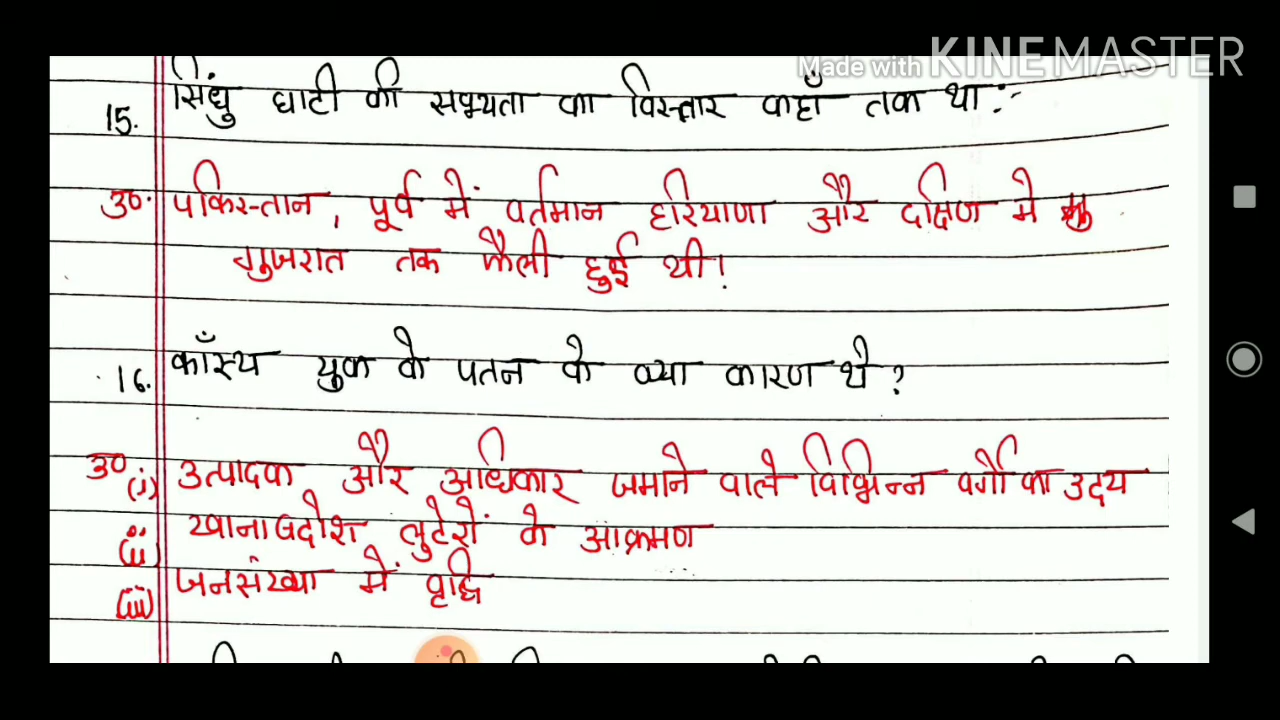 Made with KINEMASTER
15. सिंधु घाटी की सभ्यता का विस्तार कहाँ तक था:-
उ०. पकिस्तान, पूर्व में वर्तमान हरियाणा और दक्षिण मे
गुजरात तक फैली हुई थी!
16. काँस्य युक के पतन के क्या कारण थे?
उ० (i) उत्पादक और अधिकार जमाने वाले विभिन्न वर्गो का उदय
(ii) खानाबदोश लुटेरों के आक्रमण
(iii) जनसंख्या में वृद्धि